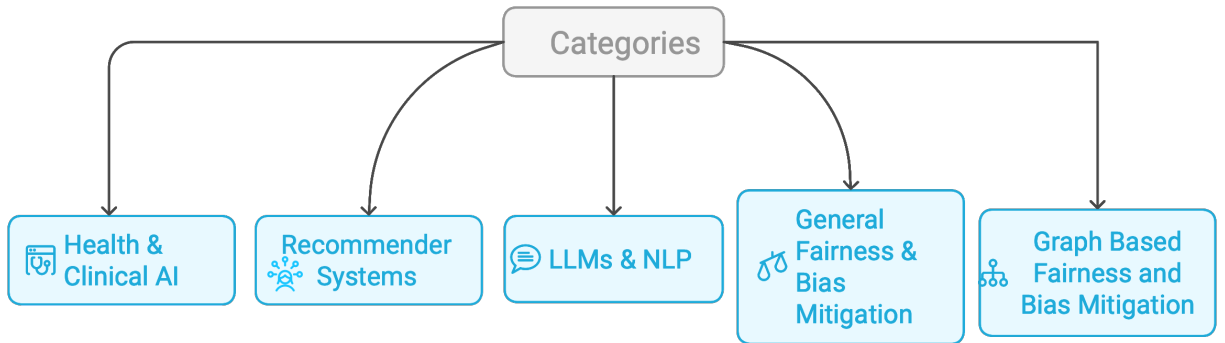 Categories
Health &
Clinical AI
Recommender
Systems
LLMs & NLP
General
Fairness &
Bias
Mitigation
Graph Based
Fairness and
Bias Mitigation